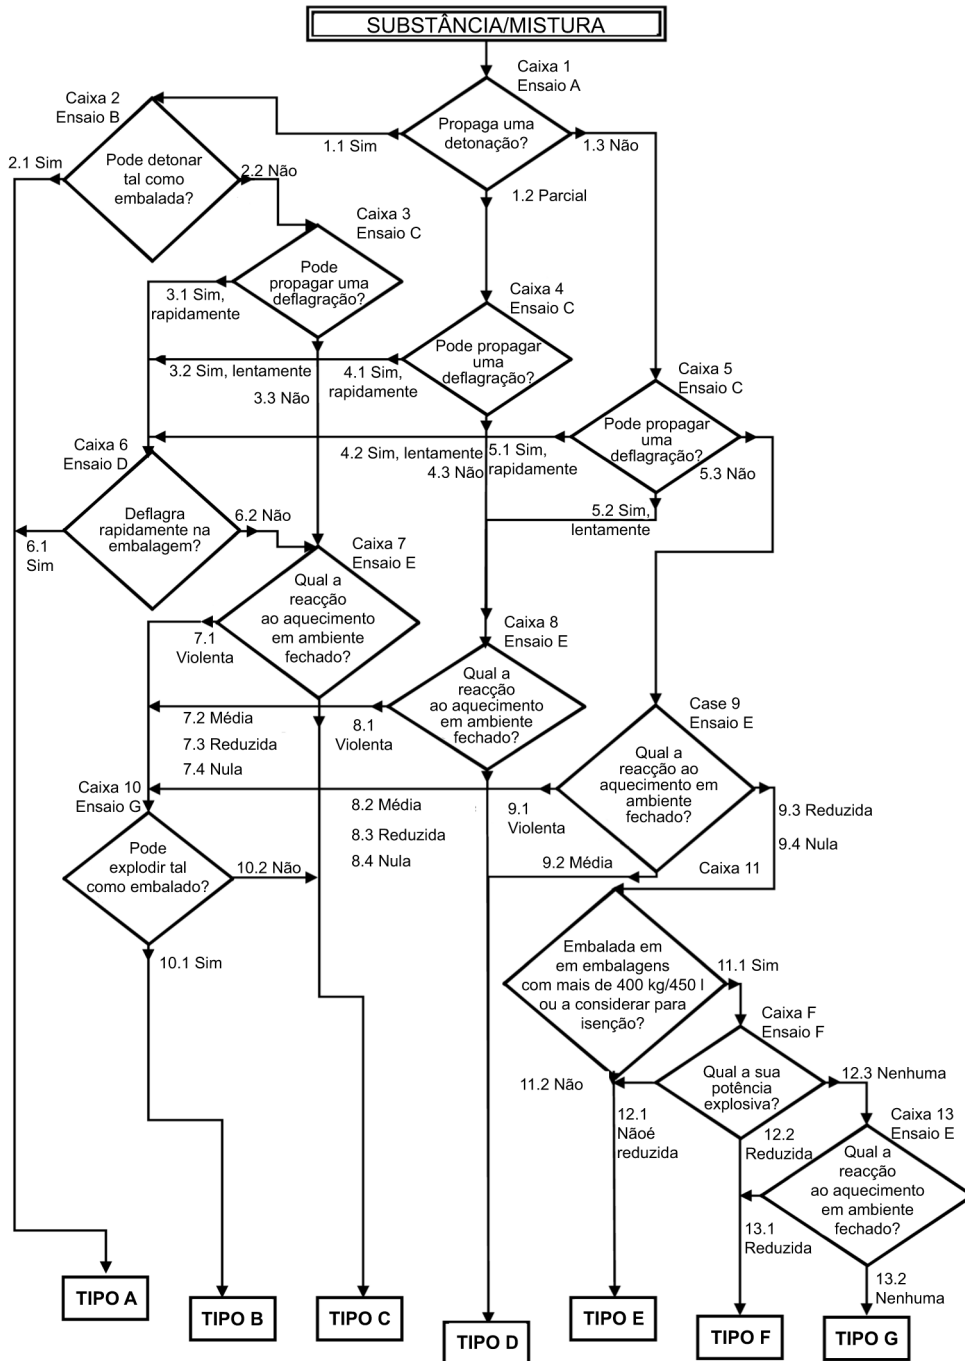 SUBSTÂNCIA/MISTURA
Caixa 1
Ensaio A
Propaga uma
detonação?
1.1 Sim
1.3 Não
1.2 Parcial
Caixa 2
Ensaio B
Pode detonar
tal como
embalada?
2.1 Sim
2.2 Não
Caixa 3
Ensaio C
Pode
propagar uma
deflagração?
3.1 Sim,
rapidamente
3.2 Sim, lentamente
3.3 Não
Caixa 4
Ensaio C
Pode propagar
uma
deflagração?
4.1 Sim,
rapidamente
4.2 Sim, lentamente
4.3 Não
Caixa 5
Ensaio C
Pode propagar
uma
deflagração?
5.1 Sim,
rapidamente
5.3 Não
5.2 Sim,
lentamente
Caixa 6
Ensaio D
Deflagra
rapidamente na
embalagem?
6.1
Sim
6.2 Não
Caixa 7
Ensaio E
Qual a
reacção
ao aquecimento
em ambiente
fechado?
7.1
Violenta
7.2 Média
7.3 Reduzida
7.4 Nula
Caixa 8
Ensaio E
Qual a
reacção
ao aquecimento
em ambiente
fechado?
8.1
Violenta
8.2 Média
8.3 Reduzida
8.4 Nula
Case 9
Ensaio E
Qual a
reacção ao
aquecimento em
ambiente
fechado?
9.1
Violenta
9.2 Média
9.3 Reduzida
9.4 Nula
Caixa 10
Ensaio G
Pode
explodir tal
como embalado?
10.2 Não
10.1 Sim
Caixa 11
Embalada em
em embalagens
com mais de 400 kg/450 l
ou a considerar para
isenção?
11.1 Sim
11.2 Não
Caixa F
Ensaio F
Qual a sua
potência
explosiva?
12.1
Nãoé
reduzida
12.2
Reduzida
12.3 Nenhuma
Caixa 13
Ensaio E
Qual a
reacção
ao aquecimento
em ambiente
fechado?
13.1
Reduzida
13.2
Nenhuma
TIPO A
TIPO B
TIPO C
TIPO D
TIPO E
TIPO F
TIPO G